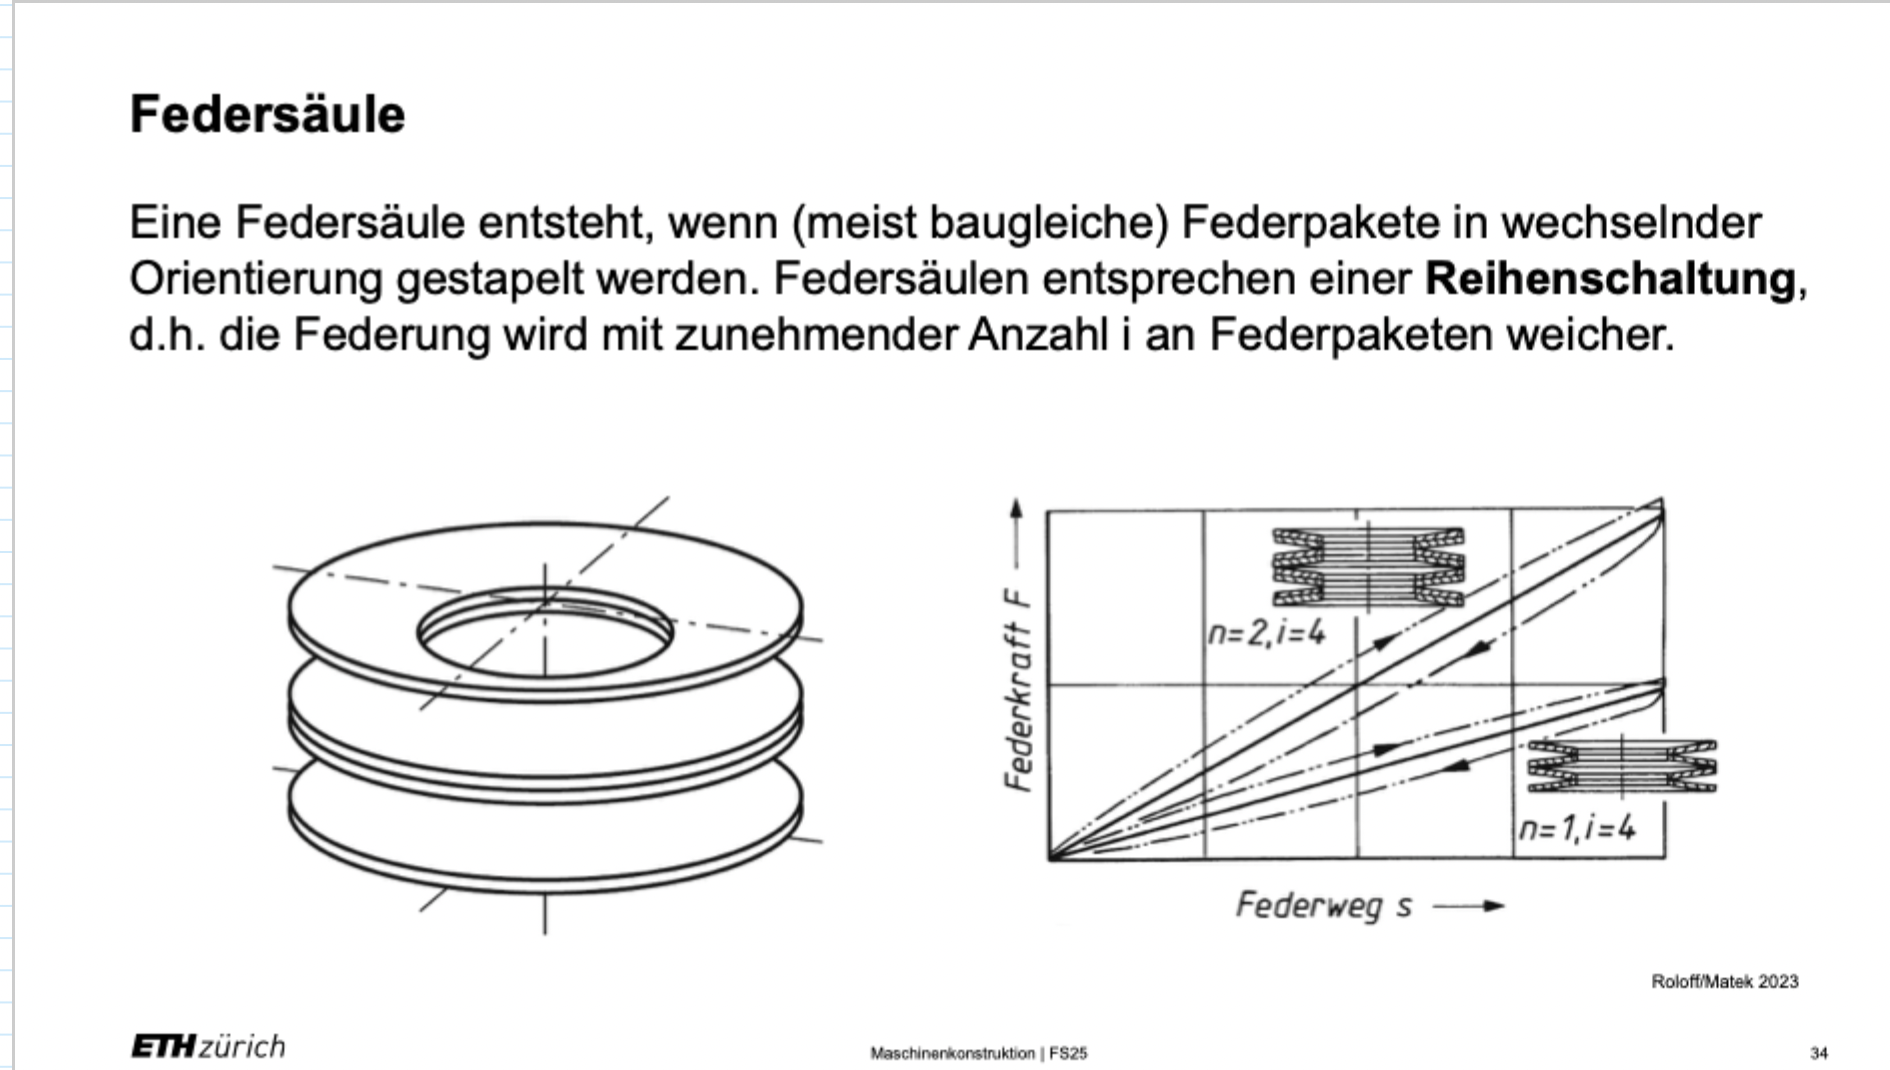 Federsäule
Eine Federsäule entsteht, wenn (meist baugleiche) Federpakete in wechselnder
Orientierung gestapelt werden. Federsäulen entsprechen einer Reihenschaltung,
d.h. die Federung wird mit zunehmender Anzahl i an Federpaketen weicher.
Federkraft F
n=2,i=4
n=1,i=4
Federweg s
Roloff/Matek 2023
ETH zürich
Maschinenkonstruktion | FS25
34